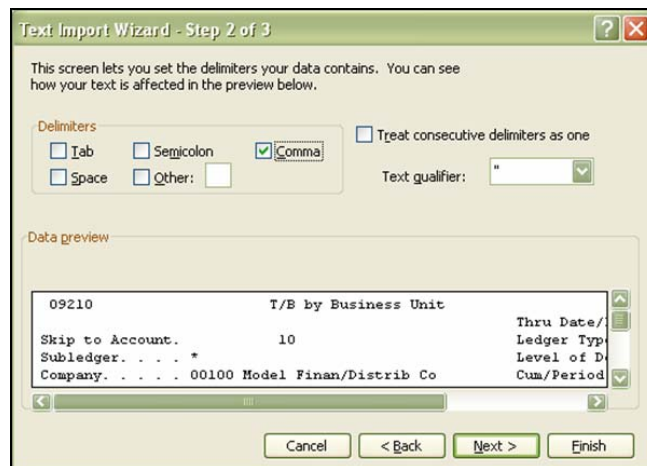 Text Import Wizard - Step 2 of 3
This screen lets you set the delimiters your data contains. You can see
how your text is affected in the preview below.
Delimiters
Tab Semicolon Comma
Space Other:
Treat consecutive delimiters as one
Text qualifier: "
Data preview
09210 T/B by Business Unit
Thru Date/
Skip to Account. 10 Ledger Typ
Subledger. . . . * Level of D
Company. . . . . 00100 Model Finan/Distrib Co Cum/Period
Cancel < Back Next > Finish